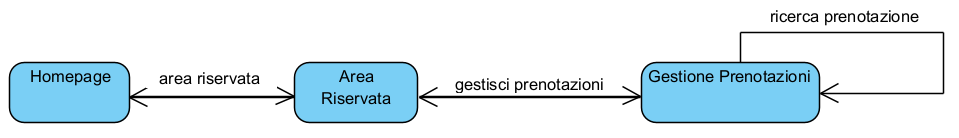 ricerca prenotazione
Homepage
area riservata
Area
Riservata
gestisci prenotazioni
Gestione Prenotazioni